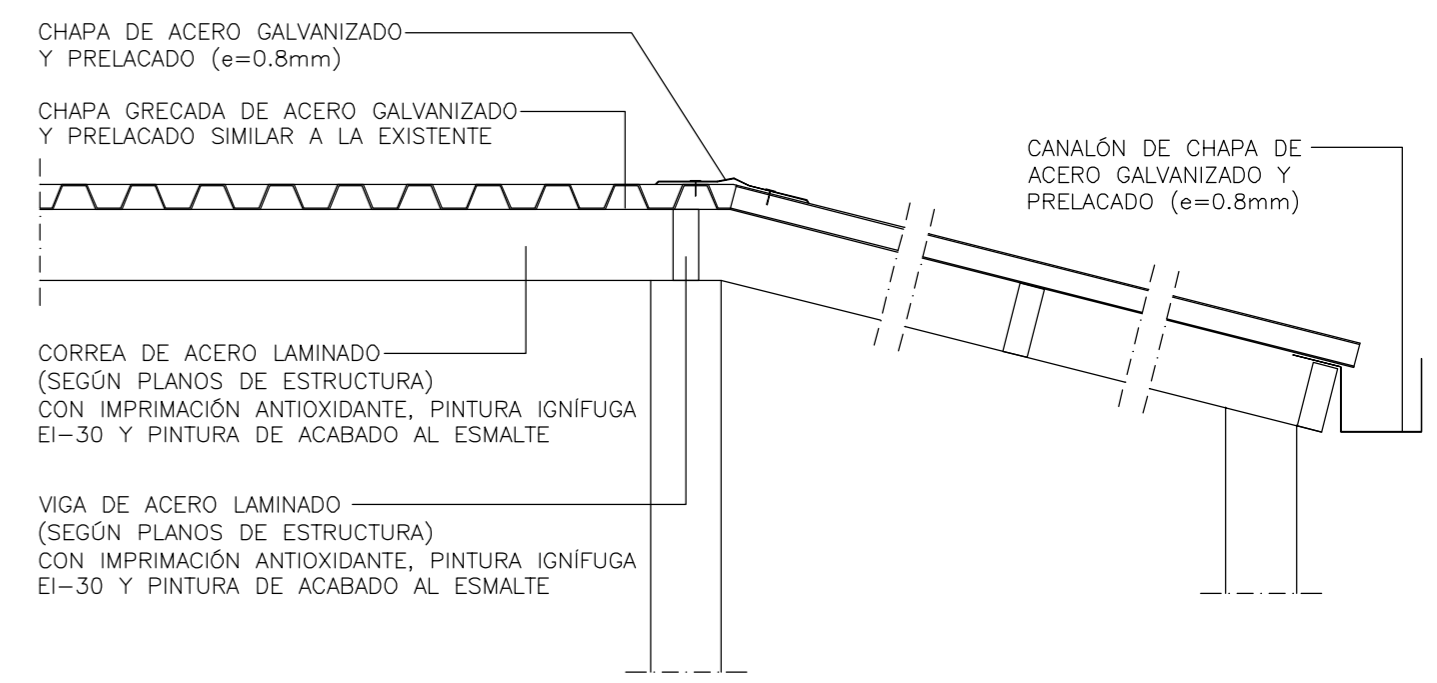 CHAPA DE ACERO GALVANIZADO
Y PRELACADO (e=0.8mm)
CHAPA GRECADA DE ACERO GALVANIZADO
Y PRELACADO SIMILAR A LA EXISTENTE
CANALÓN DE CHAPA DE
ACERO GALVANIZADO Y
PRELACADO (e=0.8mm)
CORREA DE ACERO LAMINADO
(SEGÚN PLANOS DE ESTRUCTURA)
CON IMPRIMACIÓN ANTIOXIDANTE, PINTURA IGNÍFUGA
EI-30 Y PINTURA DE ACABADO AL ESMALTE
VIGA DE ACERO LAMINADO
(SEGÚN PLANOS DE ESTRUCTURA)
CON IMPRIMACIÓN ANTIOXIDANTE, PINTURA IGNÍFUGA
EI-30 Y PINTURA DE ACABADO AL ESMALTE